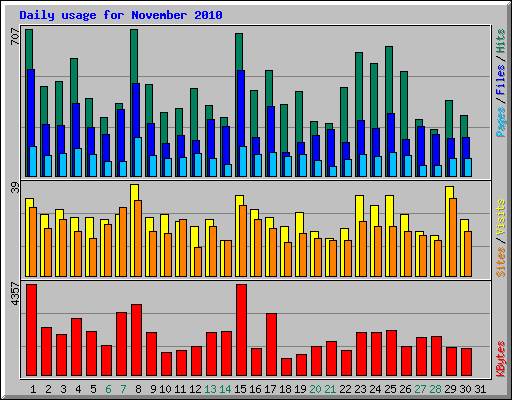 Daily usage for November 2010
707
Pages / Files / Hits
39
Sites / Visits
4357
KBytes
1 2 3 4 5 6 7 8 9 10 11 12 13 14 15 16 17 18 19 20 21 22 23 24 25 26 27 28 29 30 31